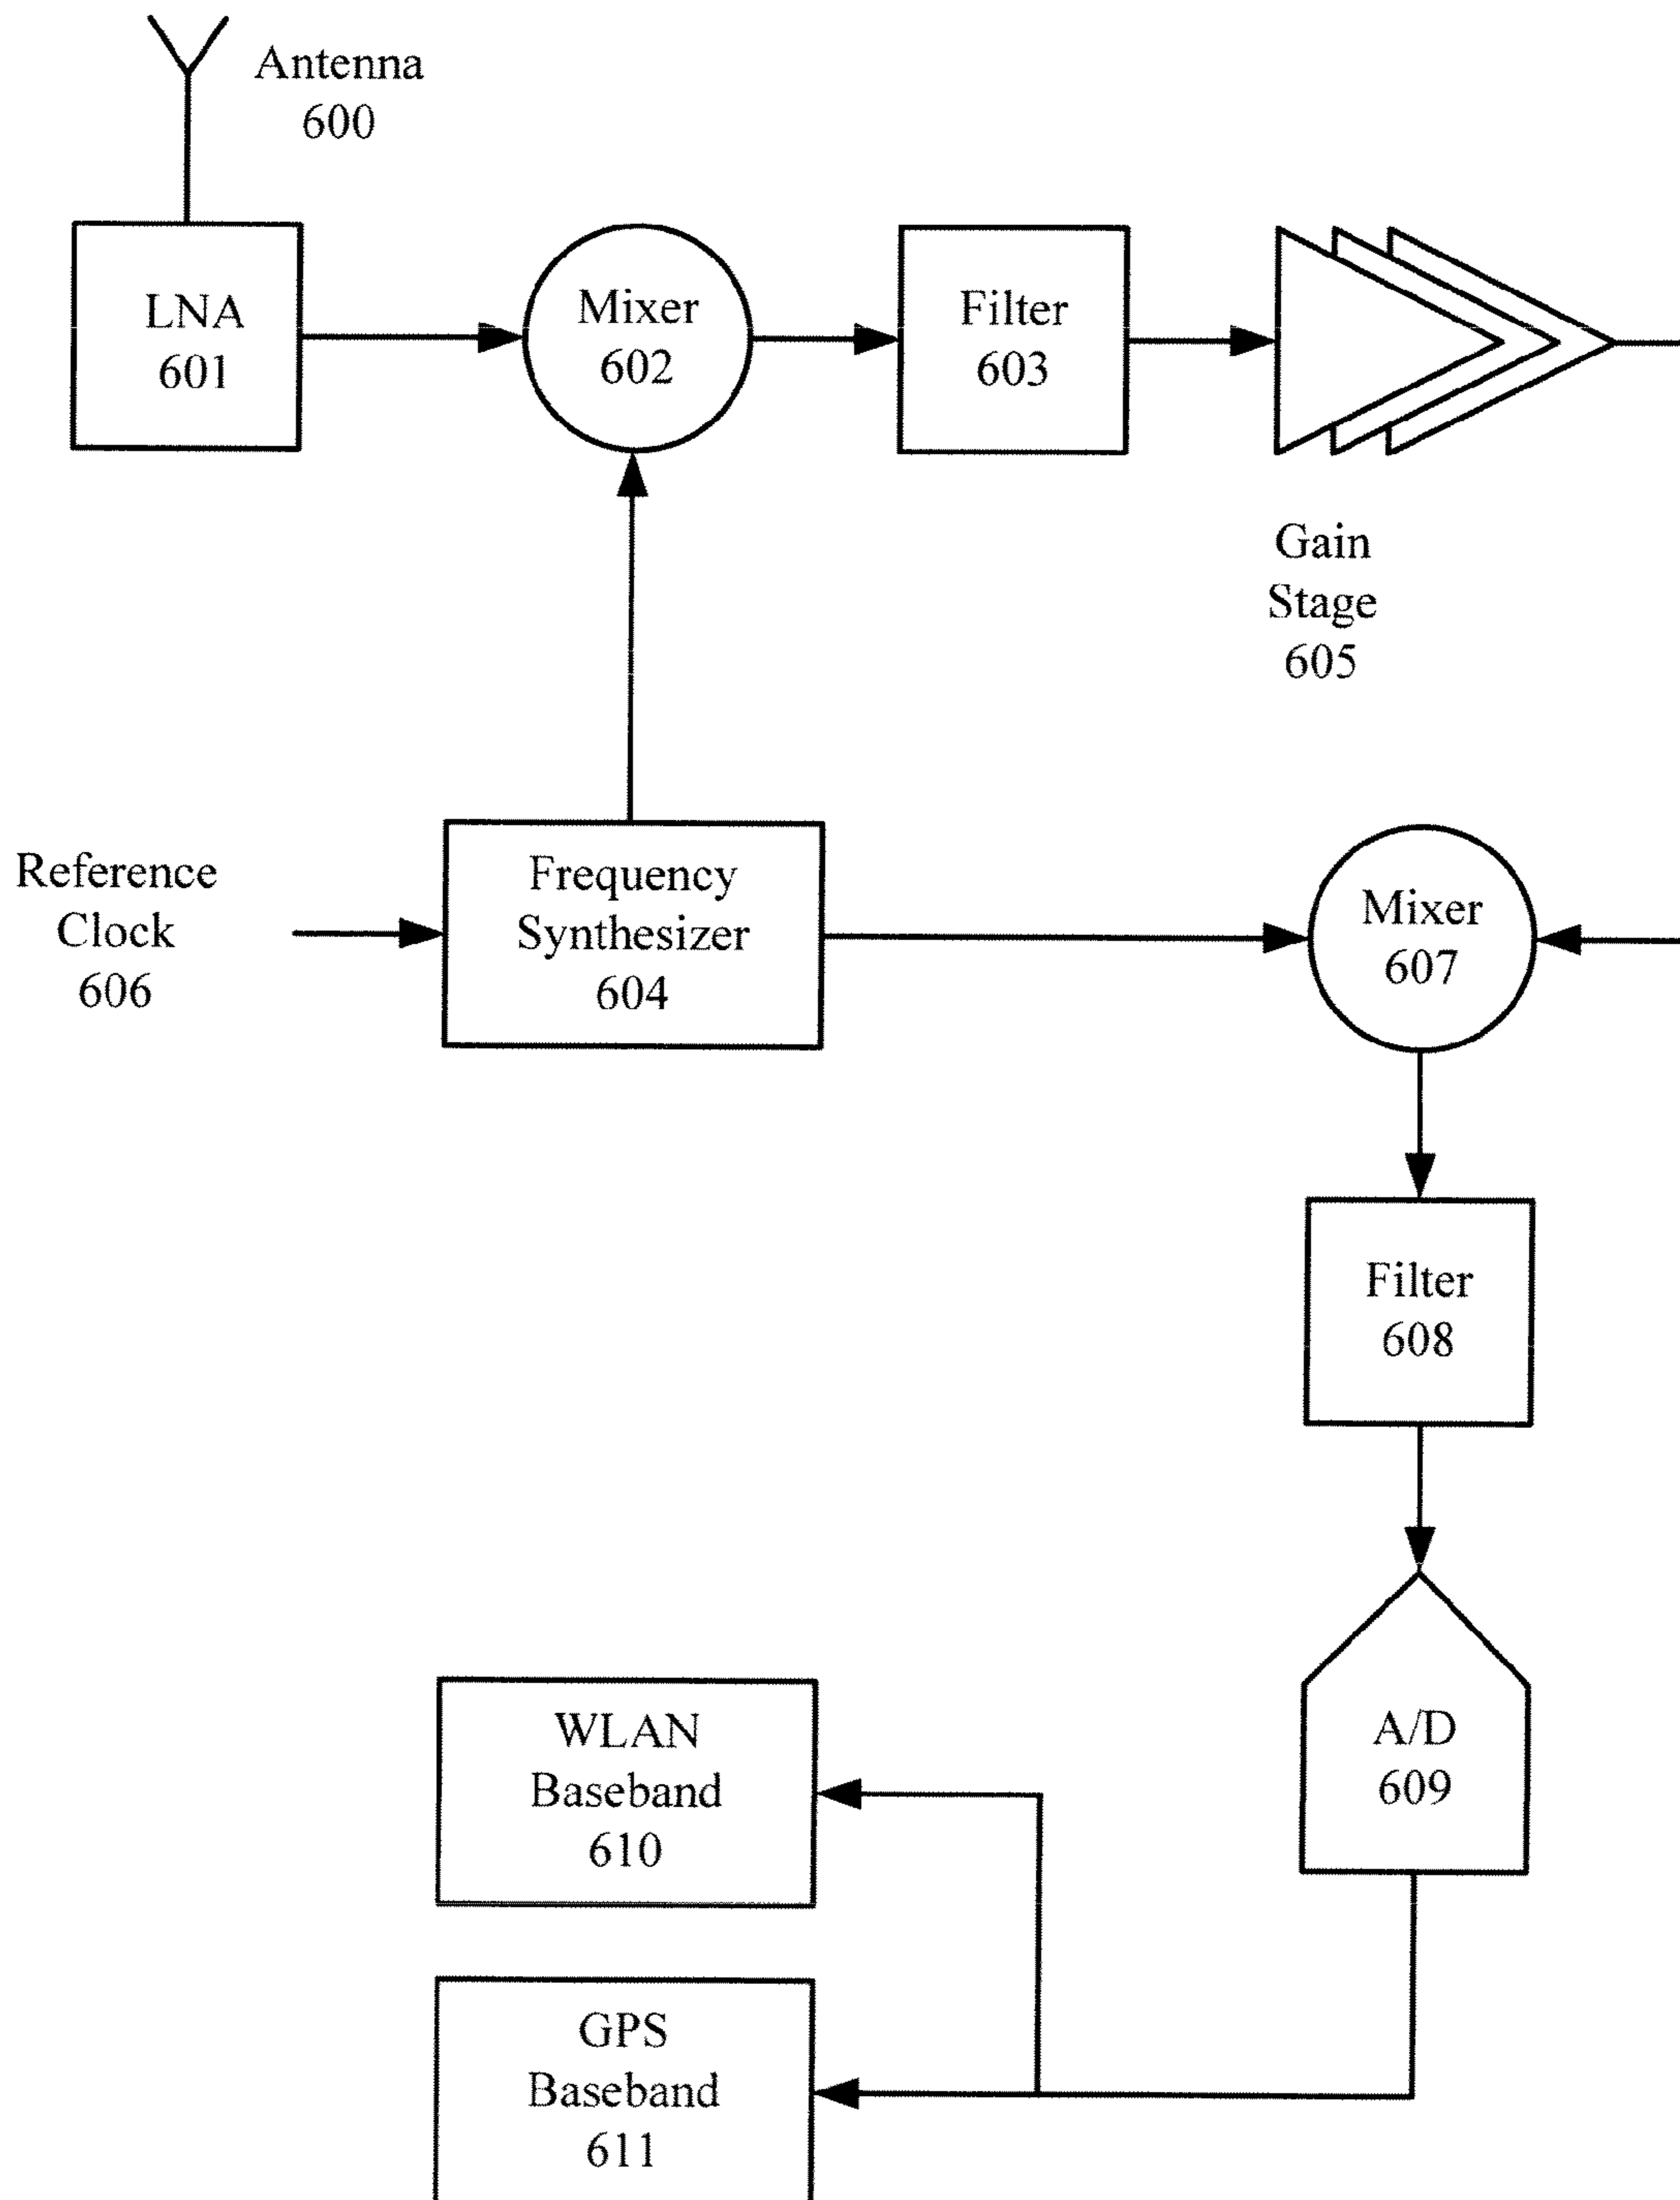 Antenna
600
LNA
601
Mixer
602
Filter
603
Gain
Stage
605
Reference
Clock
606
Frequency
Synthesizer
604
Mixer
607
Filter
608
A/D
609
WLAN
Baseband
610
GPS
Baseband
611